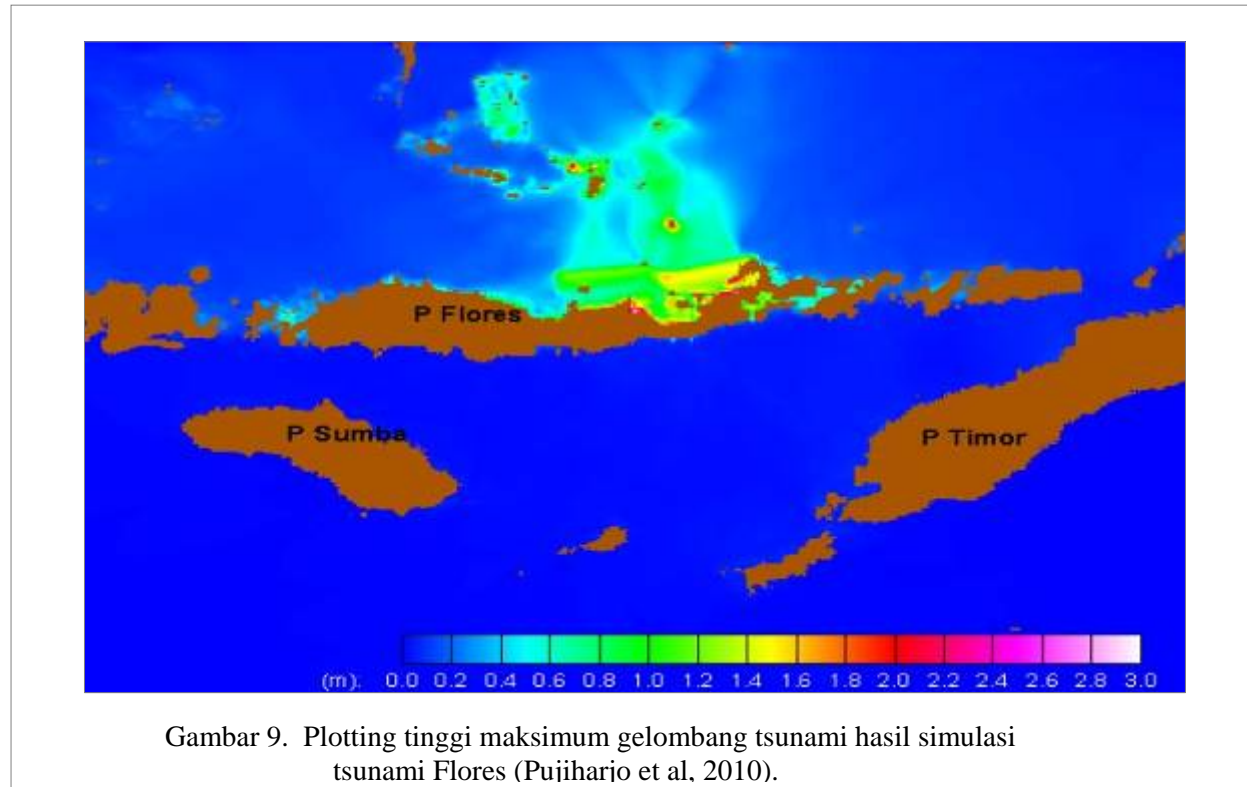 P Flores
P Sumba
P Timor
(m): 0.0 0.2 0.4 0.6 0.8 1.0 1.2 1.4 1.6 1.8 2.0 2.2 2.4 2.6 2.8 3.0
Gambar 9. Plotting tinggi maksimum gelombang tsunami hasil simulasi
tsunami Flores (Pujiharjo et al, 2010).